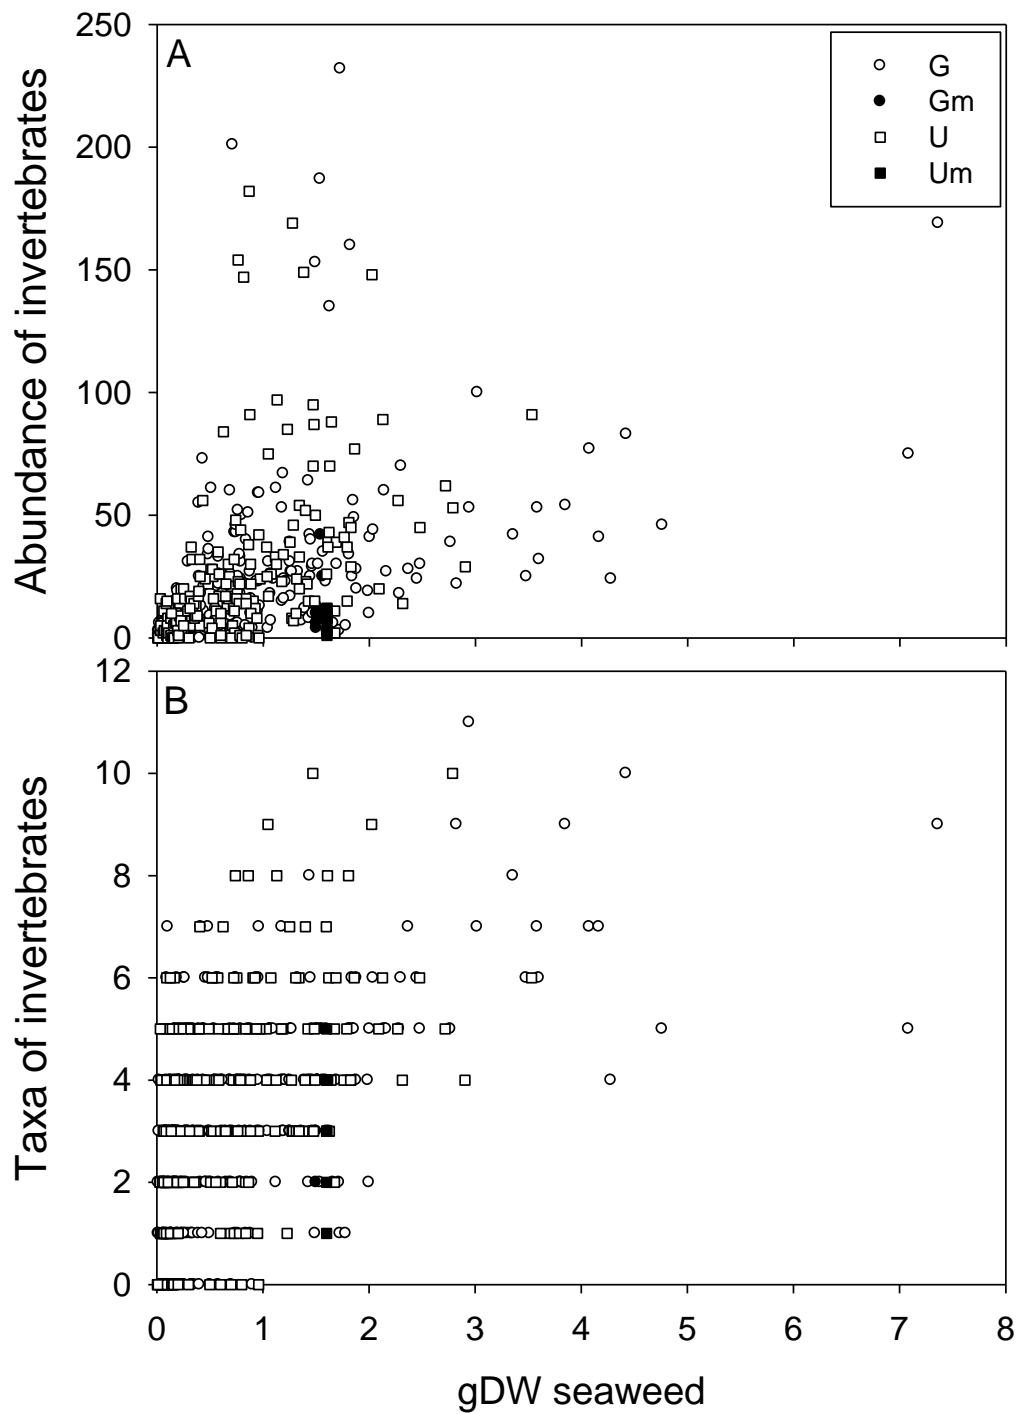 250
200
150
100
50
0
Abundance of invertebrates
A
G
Gm
U
Um
12
10
8
6
4
2
0
Taxa of invertebrates
B
0 1 2 3 4 5 6 7 8
gDW seaweed